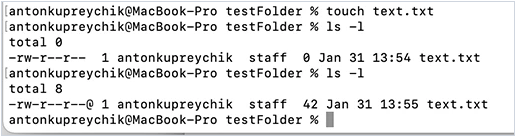 [antonkupreychik@MacBook-Pro testFolder % touch text.txt
[antonkupreychik@MacBook-Pro testFolder % ls -l
total 0
-rw-r--r--  1 antonkupreychik  staff  0 Jan 31 13:54 text.txt
[antonkupreychik@MacBook-Pro testFolder % ls -l
total 8
-rw-r--r--@ 1 antonkupreychik  staff  42 Jan 31 13:55 text.txt
antonkupreychik@MacBook-Pro testFolder %